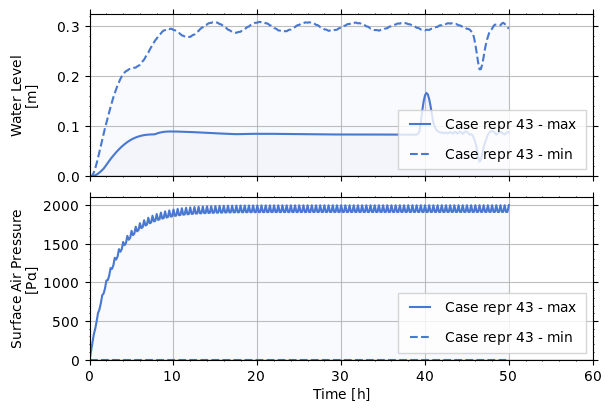 0.3
0.2
0.1
0.0
Water Level
[m]
Case repr 43 - max
Case repr 43 - min
2000
1500
1000
500
0
Surface Air Pressure
[Pa]
Case repr 43 - max
Case repr 43 - min
0 10 20 30 40 50 60
Time [h]